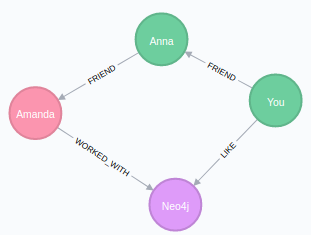 Anna
FRIEND
FRIEND
You
Amanda
WORKED_WITH
LIKE
Neo4j